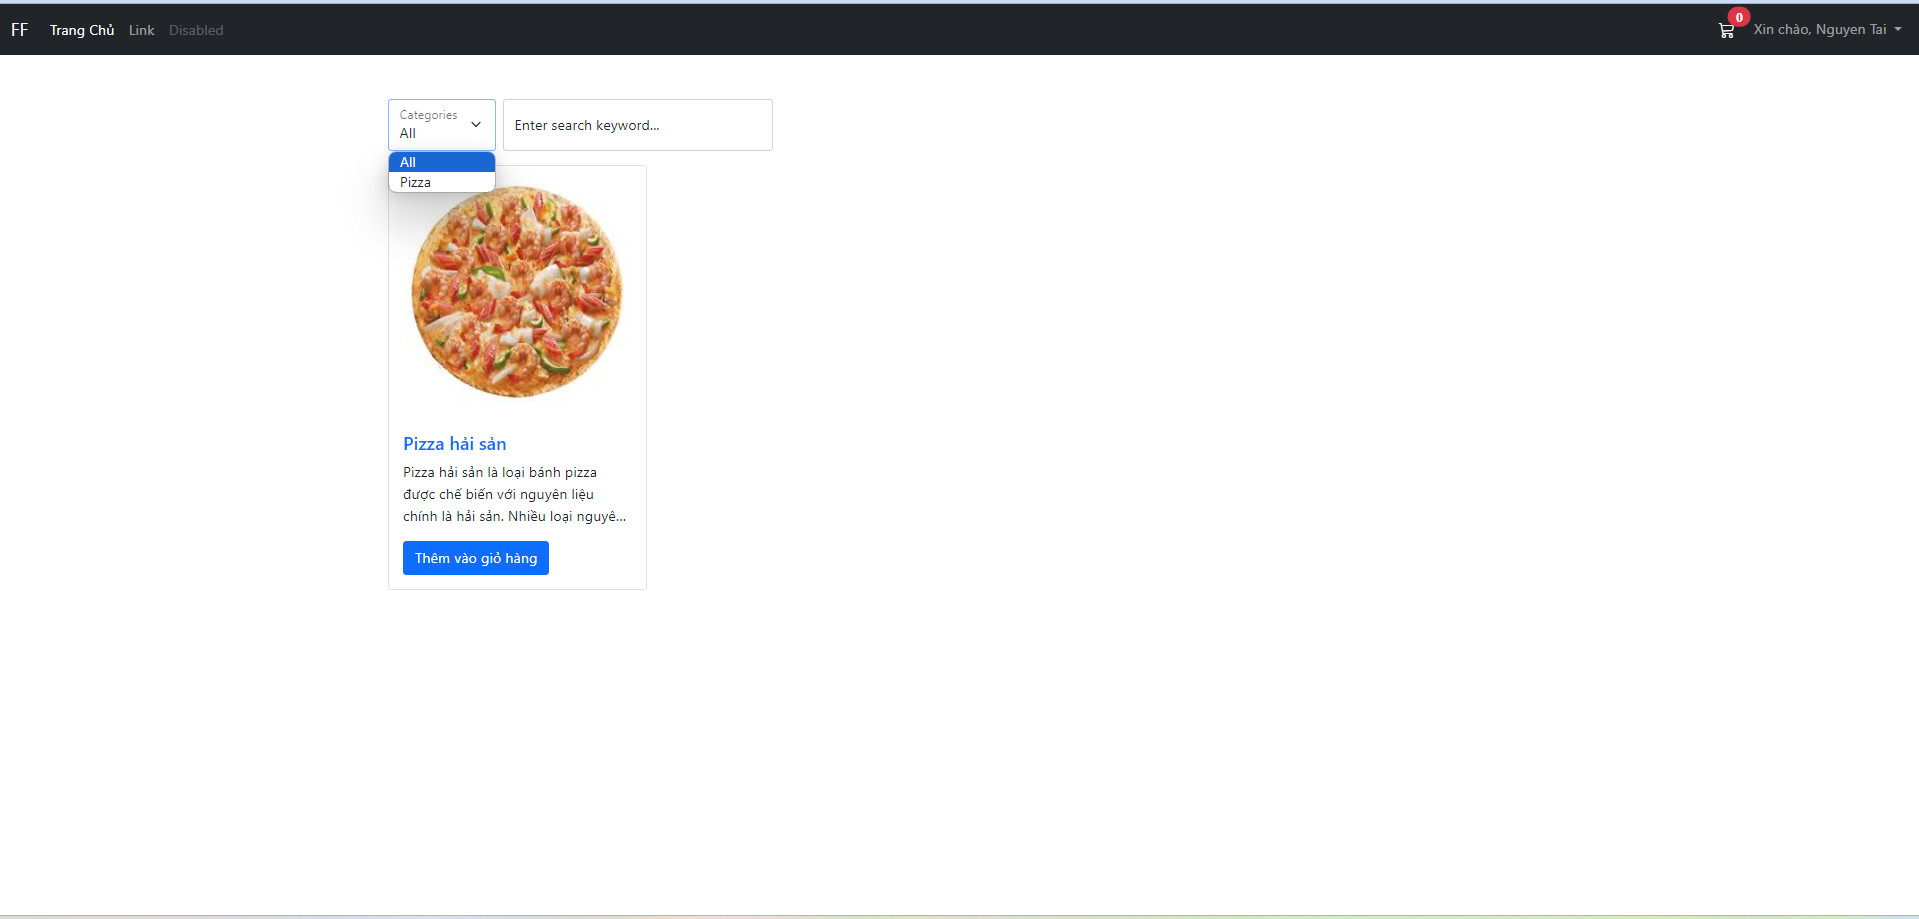 FF Trang Chủ Link Disabled 0 Xin chào, Nguyen Tai
Categories
All
Enter search keyword...
All
Pizza
Pizza hải sản
Pizza hải sản là loại bánh pizza
được chế biến với nguyên liệu
chính là hải sản. Nhiều loại nguyê...
Thêm vào giỏ hàng